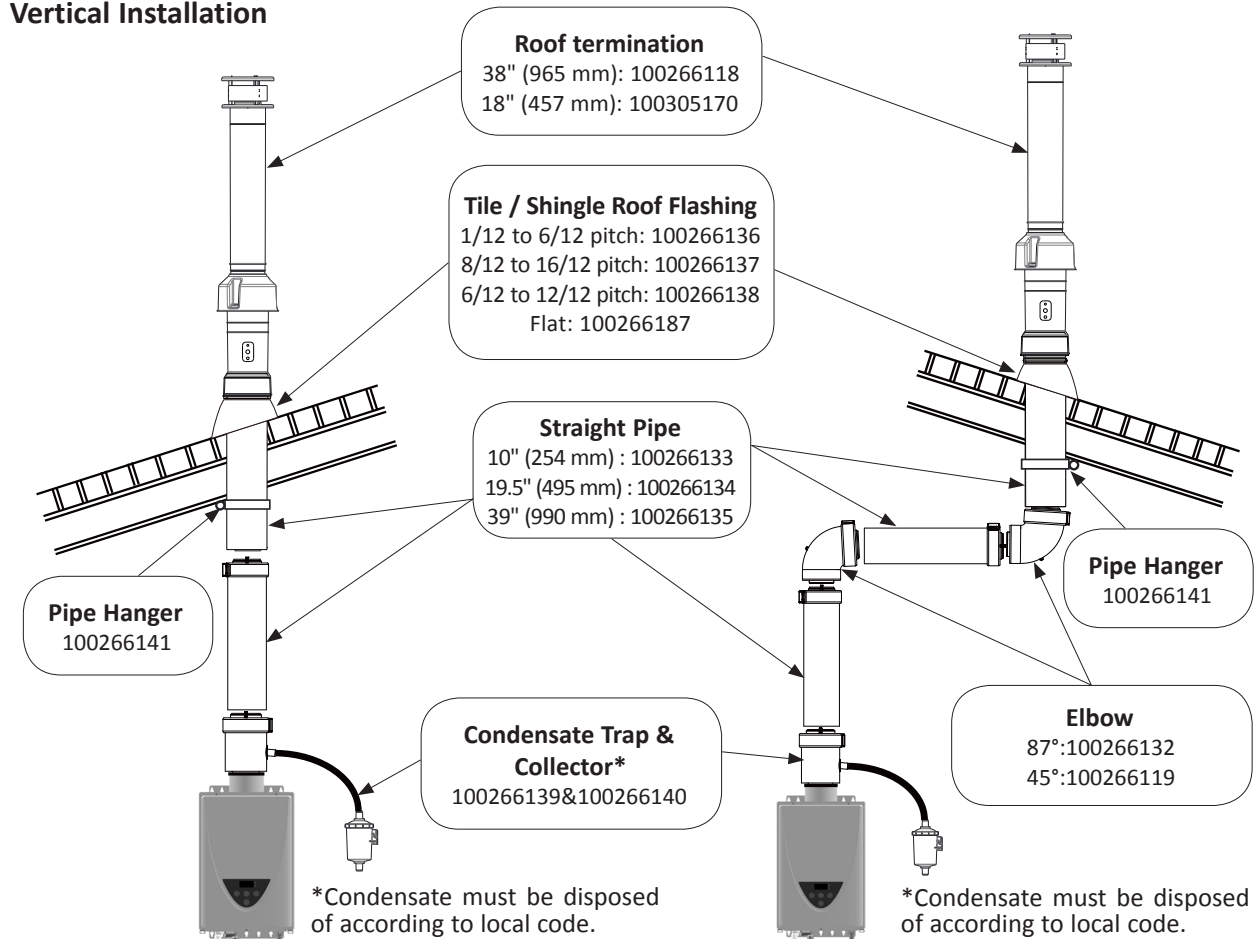 Vertical Installation
Roof termination
38" (965 mm): 100266118
18" (457 mm): 100305170
Tile / Shingle Roof Flashing
1/12 to 6/12 pitch: 100266136
8/12 to 16/12 pitch: 100266137
6/12 to 12/12 pitch: 100266138
Flat: 100266187
Straight Pipe
10" (254 mm) : 100266133
19.5" (495 mm) : 100266134
39" (990 mm) : 100266135
Pipe Hanger
100266141
Pipe Hanger
100266141
Condensate Trap &
Collector*
100266139&100266140
Elbow
87°:100266132
45°:100266119
*Condensate must be disposed
of according to local code.
*Condensate must be disposed
of according to local code.